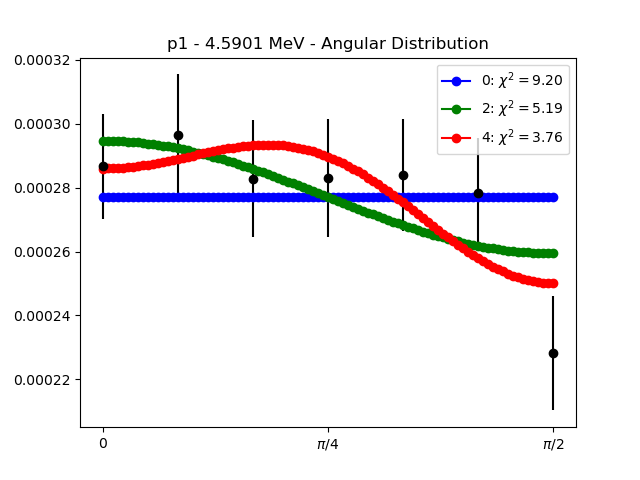 p1 - 4.5901 MeV - Angular Distribution
0.00032
0.00030
0.00028
0.00026
0.00024
0.00022
0: χ² = 9.20
2: χ² = 5.19
4: χ² = 3.76
0
π/4
π/2